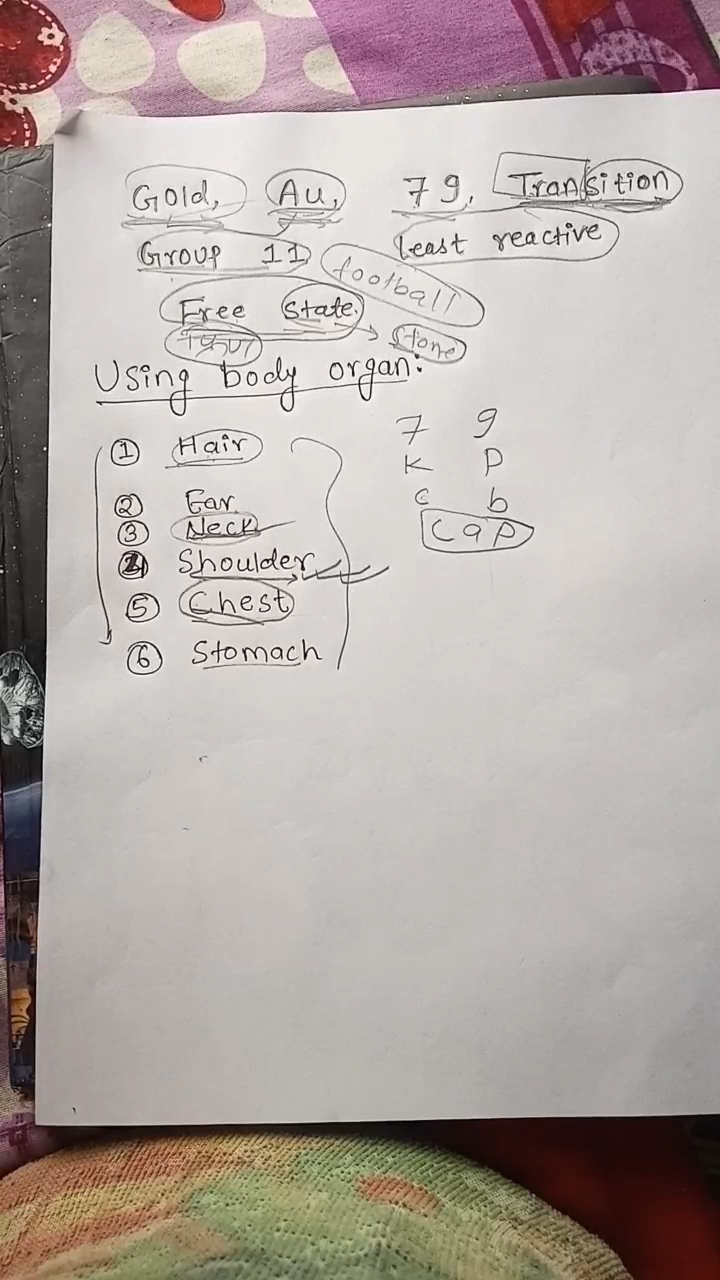 Gold, Au, 79, Transition
Group 11 Least reactive
football
Free State.
Stone
Using body organ:
① Hair
② Ear
③ Neck
4 Shoulder
⑤ Chest
⑥ Stomach
7 9
K P
c b
Cap